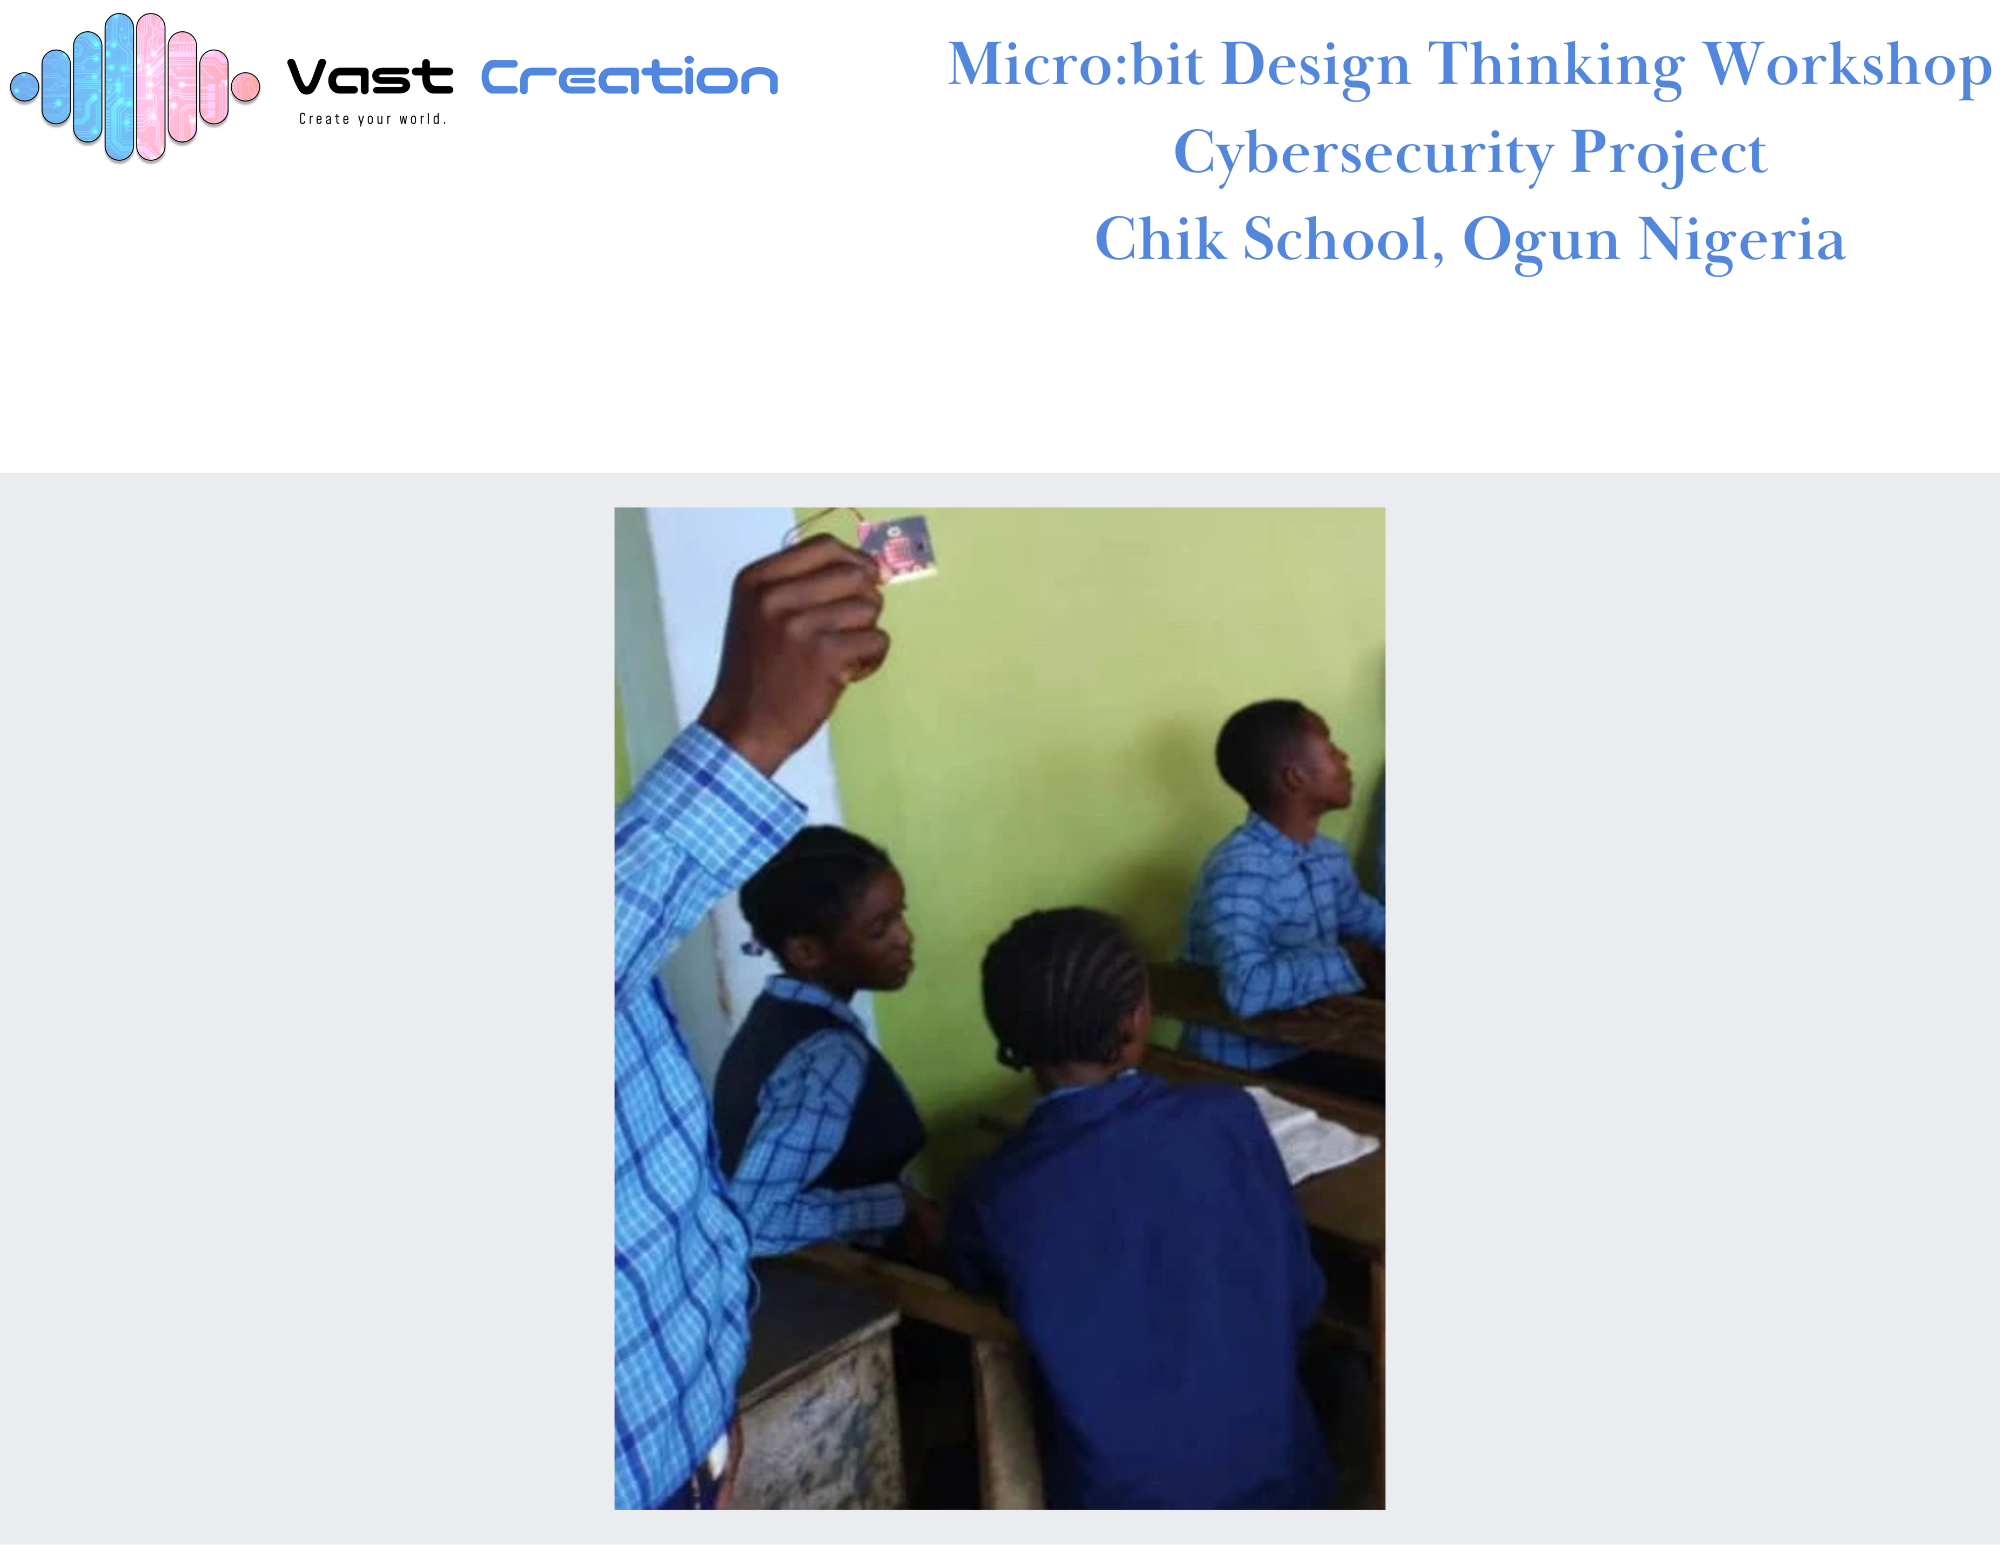 Vast Creation
Create your world.
Micro:bit Design Thinking Workshop
Cybersecurity Project
Chik School, Ogun Nigeria